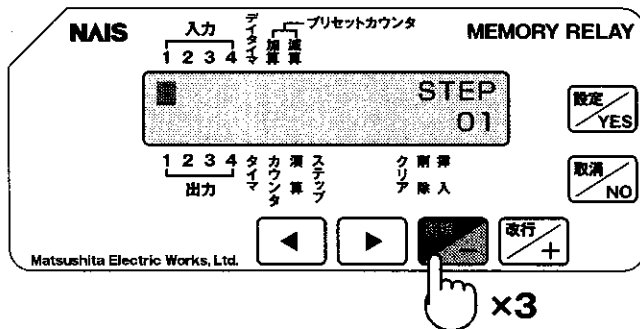 NAIS 入力 デイタイマ 加算 減算 プリセットカウンタ MEMORY RELAY
1 2 3 4
STEP
01
設定/YES
1 2 3 4 タイマ カウンタ 演算 ステップ クリア 削除 挿入
出力
取消/NO
◀ ▶ − 改行/+
Matsushita Electric Works, Ltd.
×3